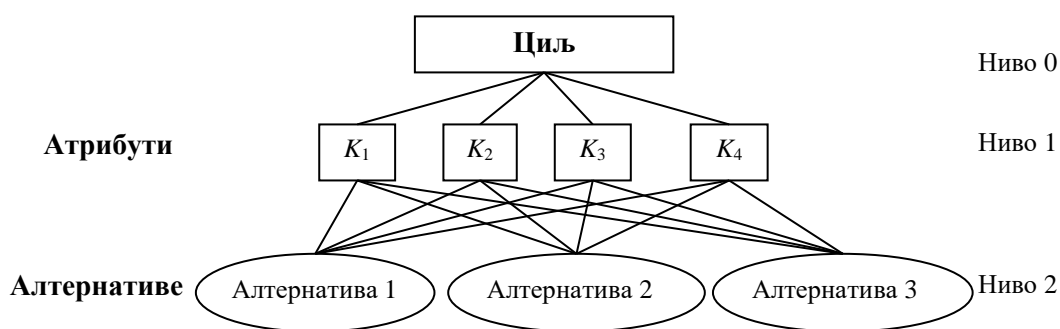 Циљ
Ниво 0
Атрибути
K1
K2
K3
K4
Ниво 1
Алтернативе
Алтернатива 1
Алтернатива 2
Алтернатива 3
Ниво 2